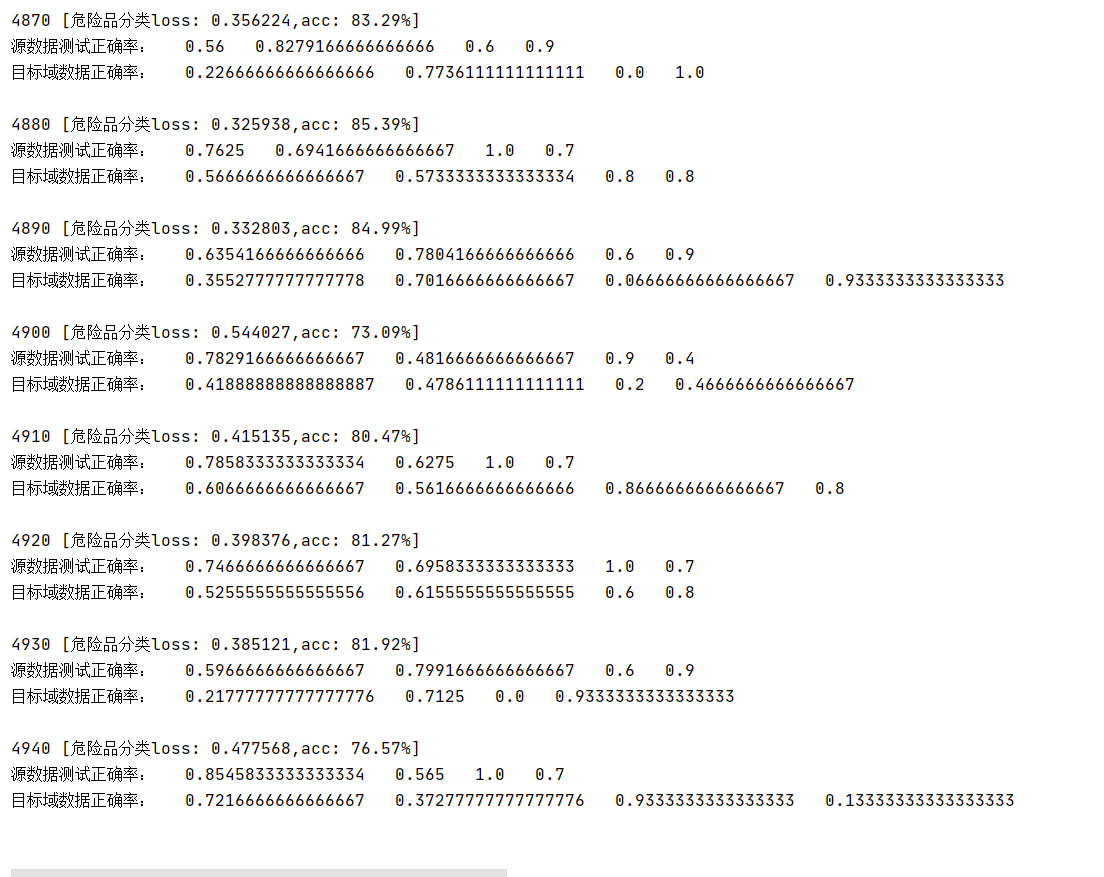 4870 [危险品分类loss: 0.356224,acc: 83.29%]
源数据测试正确率： 0.56 0.8279166666666666 0.6 0.9
目标域数据正确率： 0.22666666666666666 0.7736111111111111 0.0 1.0
4880 [危险品分类loss: 0.325938,acc: 85.39%]
源数据测试正确率： 0.7625 0.6941666666666667 1.0 0.7
目标域数据正确率： 0.5666666666666667 0.5733333333333334 0.8 0.8
4890 [危险品分类loss: 0.332803,acc: 84.99%]
源数据测试正确率： 0.6354166666666666 0.7804166666666666 0.6 0.9
目标域数据正确率： 0.3552777777777778 0.7016666666666667 0.06666666666666667 0.9333333333333333
4900 [危险品分类loss: 0.544027,acc: 73.09%]
源数据测试正确率： 0.7829166666666667 0.4816666666666667 0.9 0.4
目标域数据正确率： 0.41888888888888887 0.4786111111111111 0.2 0.4666666666666667
4910 [危险品分类loss: 0.415135,acc: 80.47%]
源数据测试正确率： 0.7858333333333334 0.6275 1.0 0.7
目标域数据正确率： 0.6066666666666667 0.5616666666666666 0.8666666666666667 0.8
4920 [危险品分类loss: 0.398376,acc: 81.27%]
源数据测试正确率： 0.7466666666666667 0.6958333333333333 1.0 0.7
目标域数据正确率： 0.5255555555555556 0.6155555555555555 0.6 0.8
4930 [危险品分类loss: 0.385121,acc: 81.92%]
源数据测试正确率： 0.5966666666666667 0.7991666666666667 0.6 0.9
目标域数据正确率： 0.21777777777777776 0.7125 0.0 0.9333333333333333
4940 [危险品分类loss: 0.477568,acc: 76.57%]
源数据测试正确率： 0.8545833333333334 0.565 1.0 0.7
目标域数据正确率： 0.7216666666666667 0.37277777777777776 0.9333333333333333 0.13333333333333333